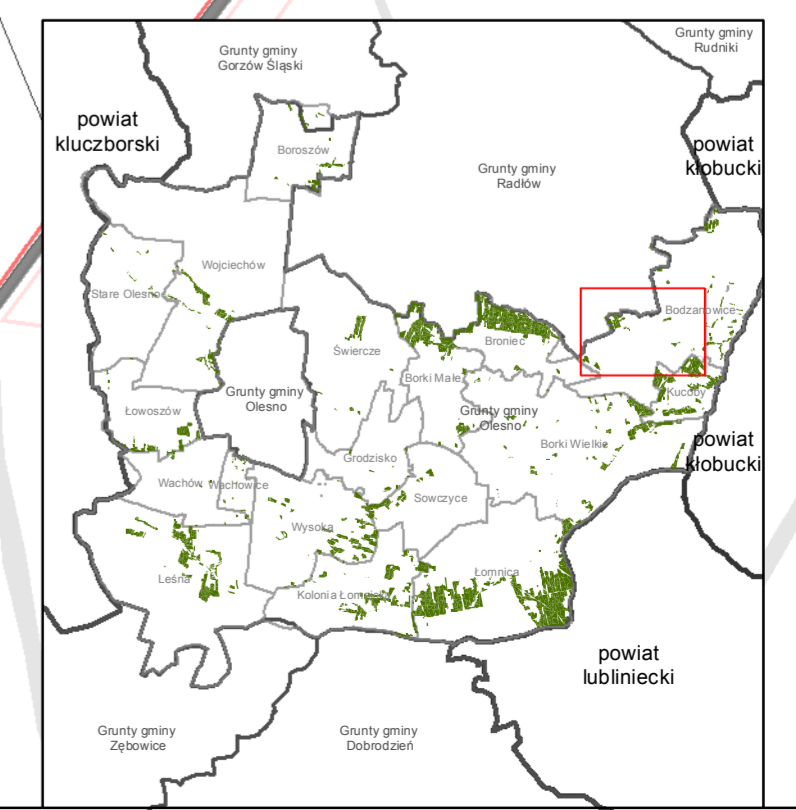 Grunty gminy
Rudniki
Grunty gminy
Gorzów Śląski
powiat
kluczborski
Boroszów
powiat
kłobucki
Grunty gminy
Radłów
Wojciechów
Stare Olesno
Bodzanowice
Świercze
Broniec
Borki Małe
Grunty gminy
Olesno
Kucoby
Łowoszów
Grunty gminy
Olesno
Borki Wielkie
powiat
kłobucki
Grodzisko
Wachów
Wachowice
Sowczyce
Wysoka
Łomnica
Leśna
Kolonia Łomnicka
powiat
lubliniecki
Grunty gminy
Zębowice
Grunty gminy
Dobrodzień